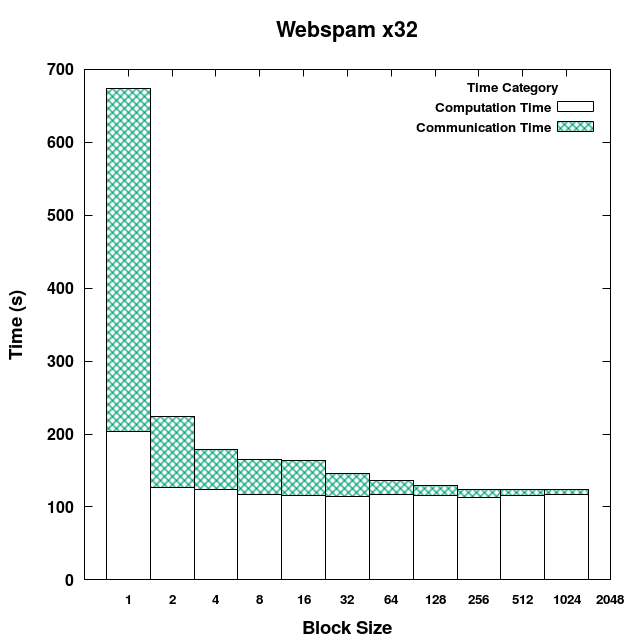 Webspam x32
Time Category
Computation Time
Communication Time
700
600
500
400
300
200
100
0
Time (s)
1 2 4 8 16 32 64 128 256 512 1024 2048
Block Size